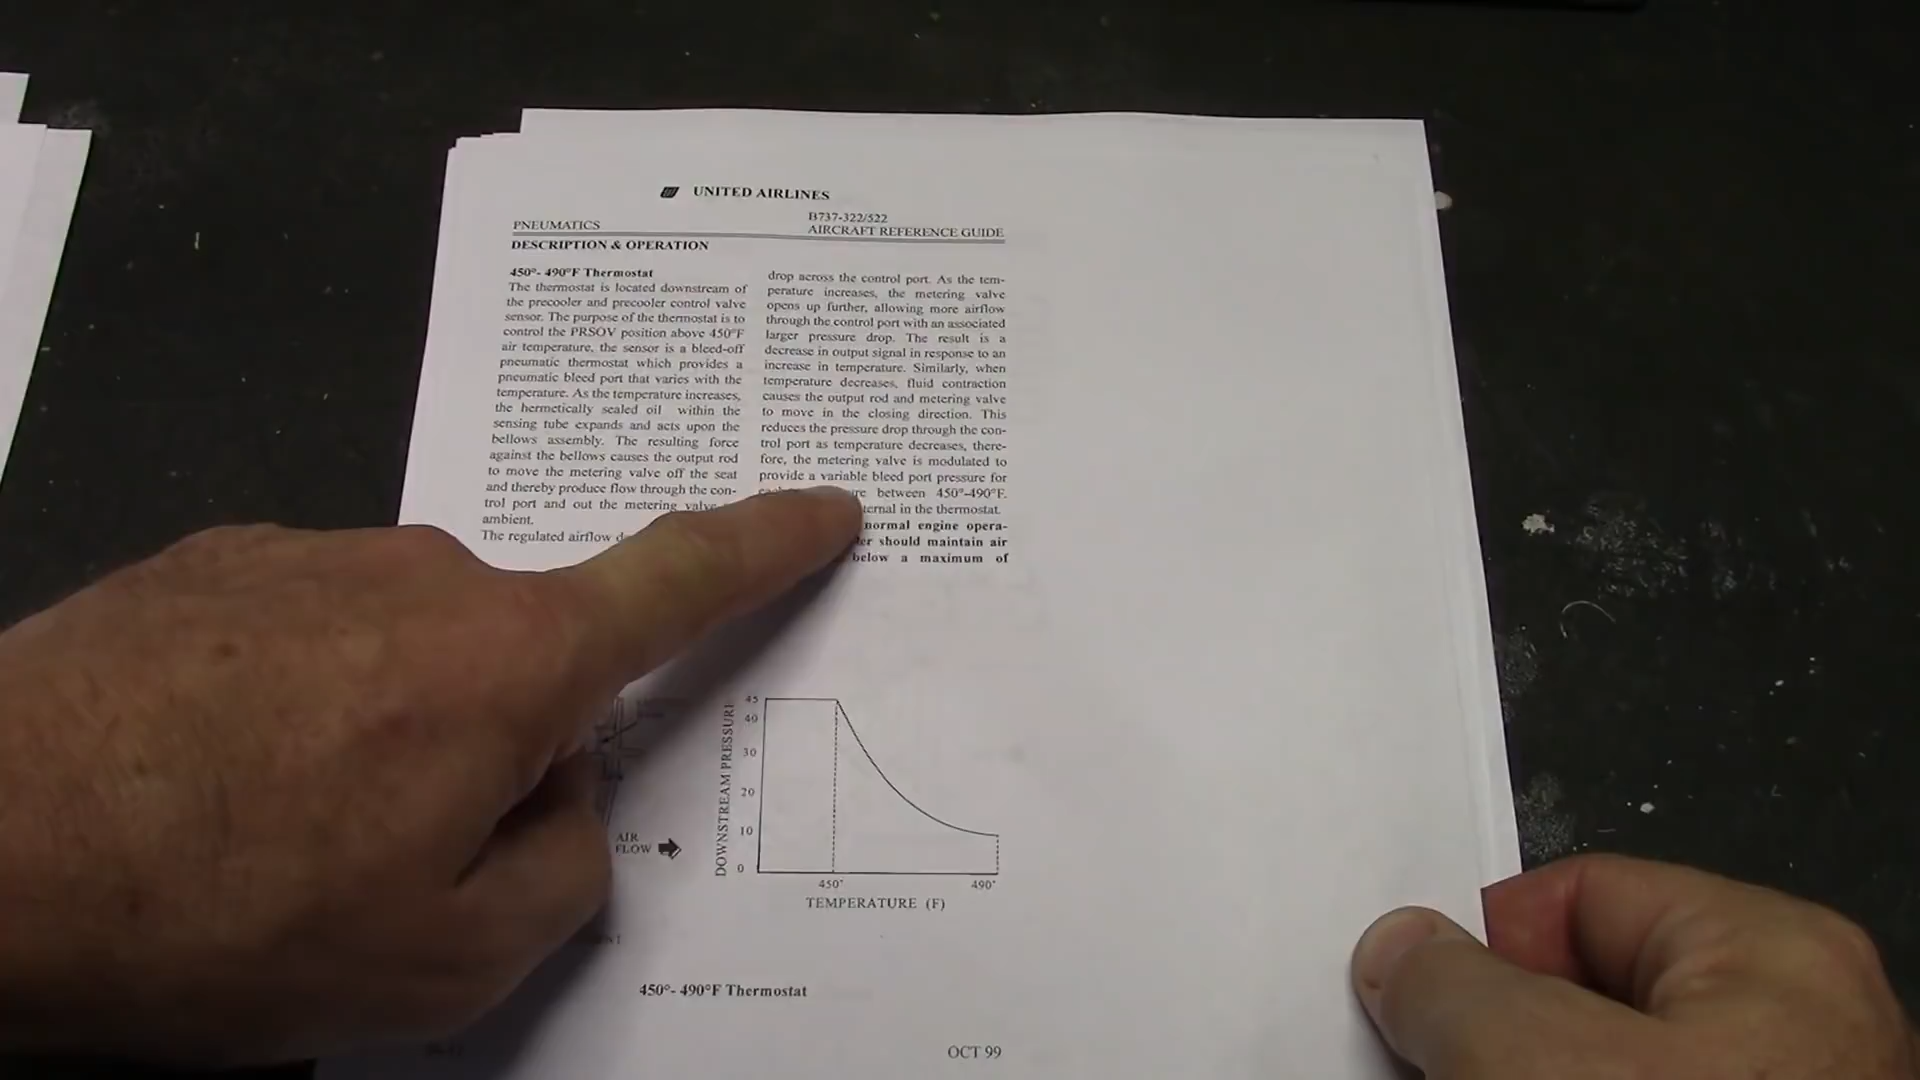 UNITED AIRLINES
PNEUMATICS
B737-322/522
AIRCRAFT REFERENCE GUIDE
DESCRIPTION & OPERATION
450°- 490°F Thermostat
The thermostat is located downstream of
the precooler and precooler control valve
sensor. The purpose of the thermostat is to
control the PRSOV position above 450°F
air temperature, the sensor is a bleed-off
pneumatic thermostat which provides a
pneumatic bleed port that varies with the
temperature. As the temperature increases,
the hermetically sealed oil within the
sensing tube expands and acts upon the
bellows assembly. The resulting force
against the bellows causes the output rod
to move the metering valve off the seat
and thereby produce flow through the con-
trol port and out the metering valve
ambient.
The regulated airflow
drop across the control port. As the tem-
perature increases, the metering valve
opens up further, allowing more airflow
through the control port with an associated
larger pressure drop. The result is a
decrease in output signal in response to an
increase in temperature. Similarly, when
temperature decreases, fluid contraction
causes the output rod and metering valve
to move in the closing direction. This
reduces the pressure drop through the con-
trol port as temperature decreases, there-
fore, the metering valve is modulated to
provide a variable bleed port pressure for
between 450°-490°F.
ternal in the thermostat.
normal engine opera-
er should maintain air
below a maximum of
DOWNSTREAM PRESSURE
45
40
30
20
10
0
450°
490°
TEMPERATURE (F)
AIR
FLOW
450°- 490°F Thermostat
OCT 99